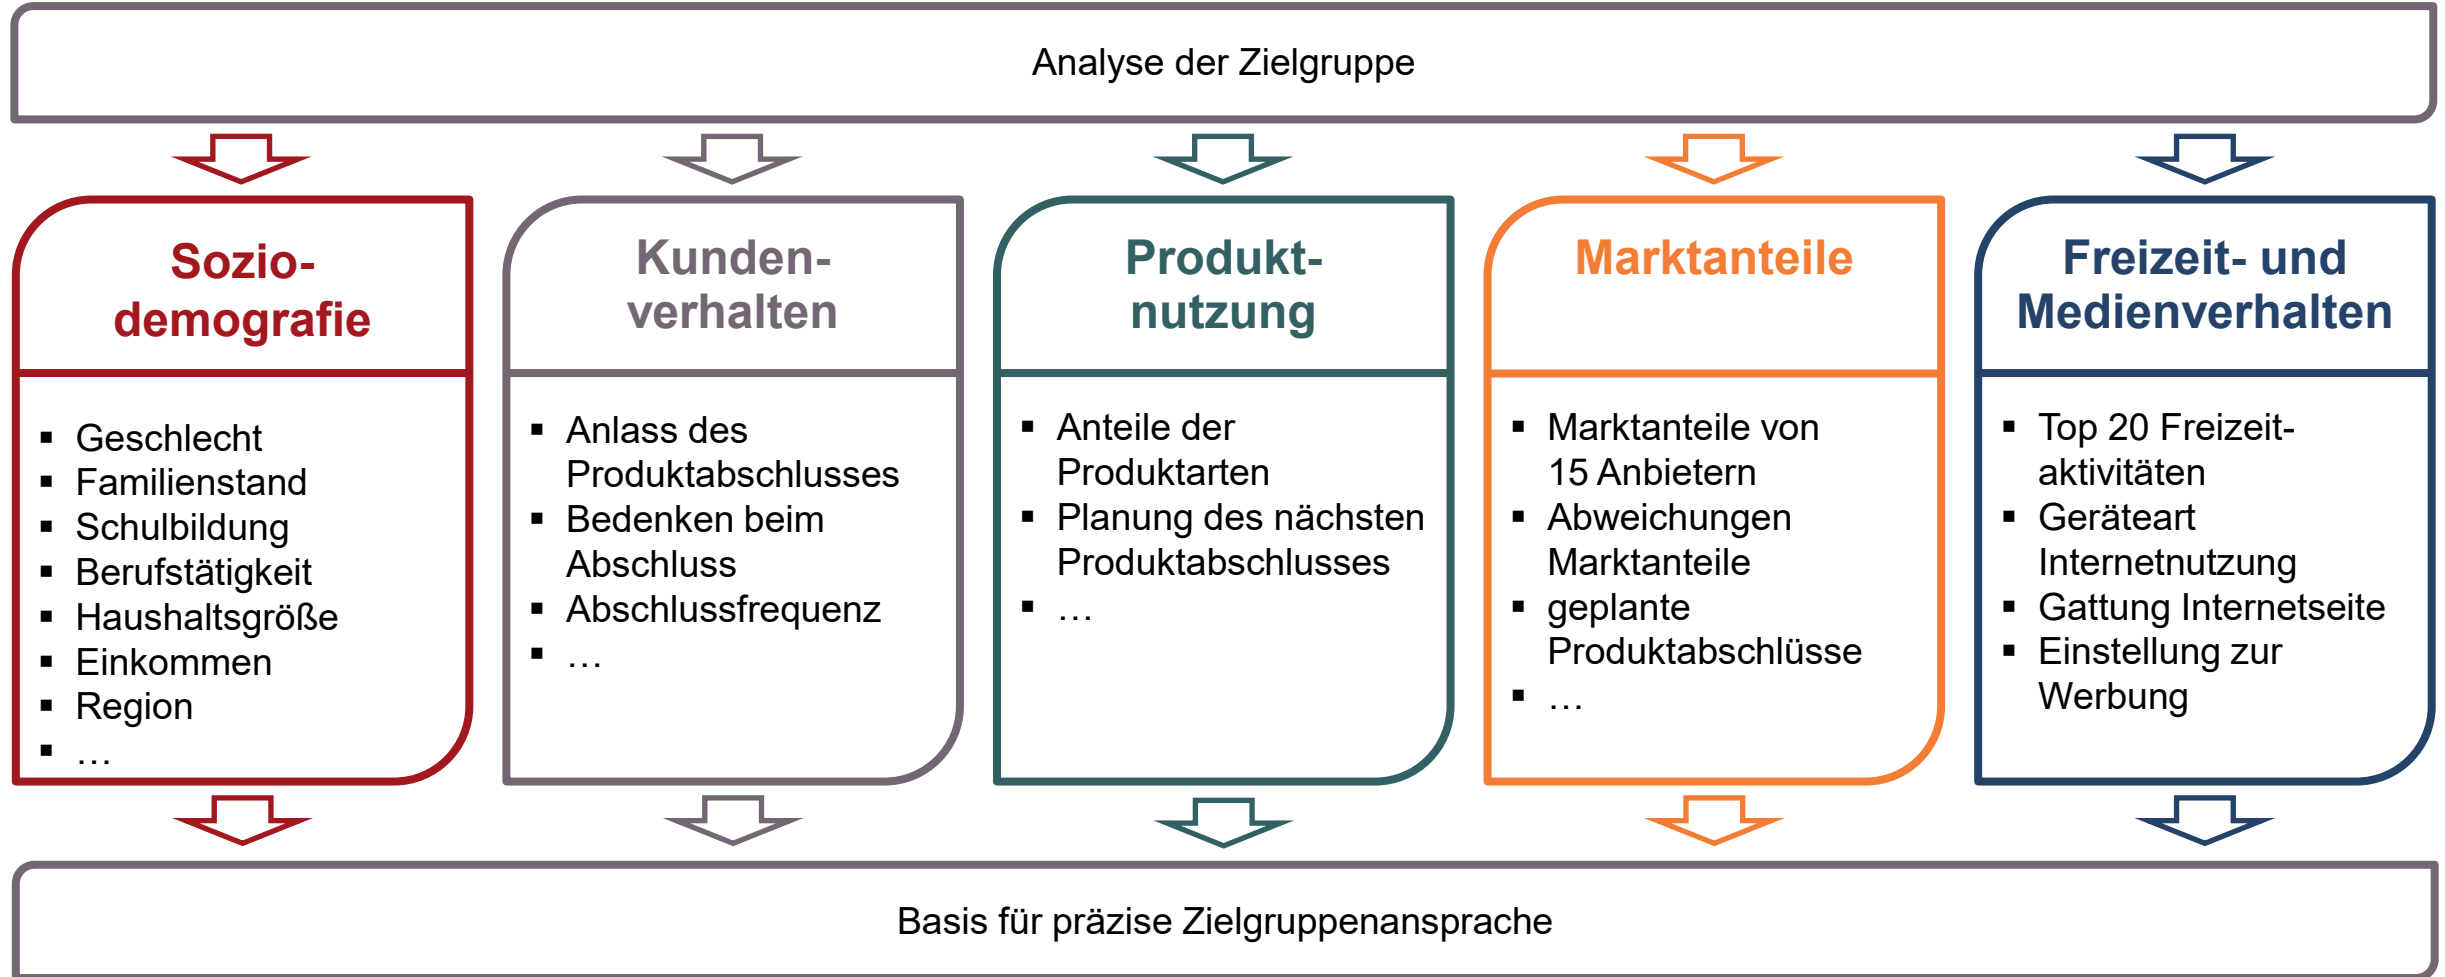 Analyse der Zielgruppe
Sozio-
demografie
▪ Geschlecht
▪ Familienstand
▪ Schulbildung
▪ Berufstätigkeit
▪ Haushaltsgröße
▪ Einkommen
▪ Region
▪ …
Kunden-
verhalten
▪ Anlass des
Produktabschlusses
▪ Bedenken beim
Abschluss
▪ Abschlussfrequenz
▪ …
Produkt-
nutzung
▪ Anteile der
Produktarten
▪ Planung des nächsten
Produktabschlusses
▪ …
Marktanteile
▪ Marktanteile von
15 Anbietern
▪ Abweichungen
Marktanteile
▪ geplante
Produktabschlüsse
▪ …
Freizeit- und
Medienverhalten
▪ Top 20 Freizeit-
aktivitäten
▪ Geräteart
Internetnutzung
▪ Gattung Internetseite
▪ Einstellung zur
Werbung
Basis für präzise Zielgruppenansprache